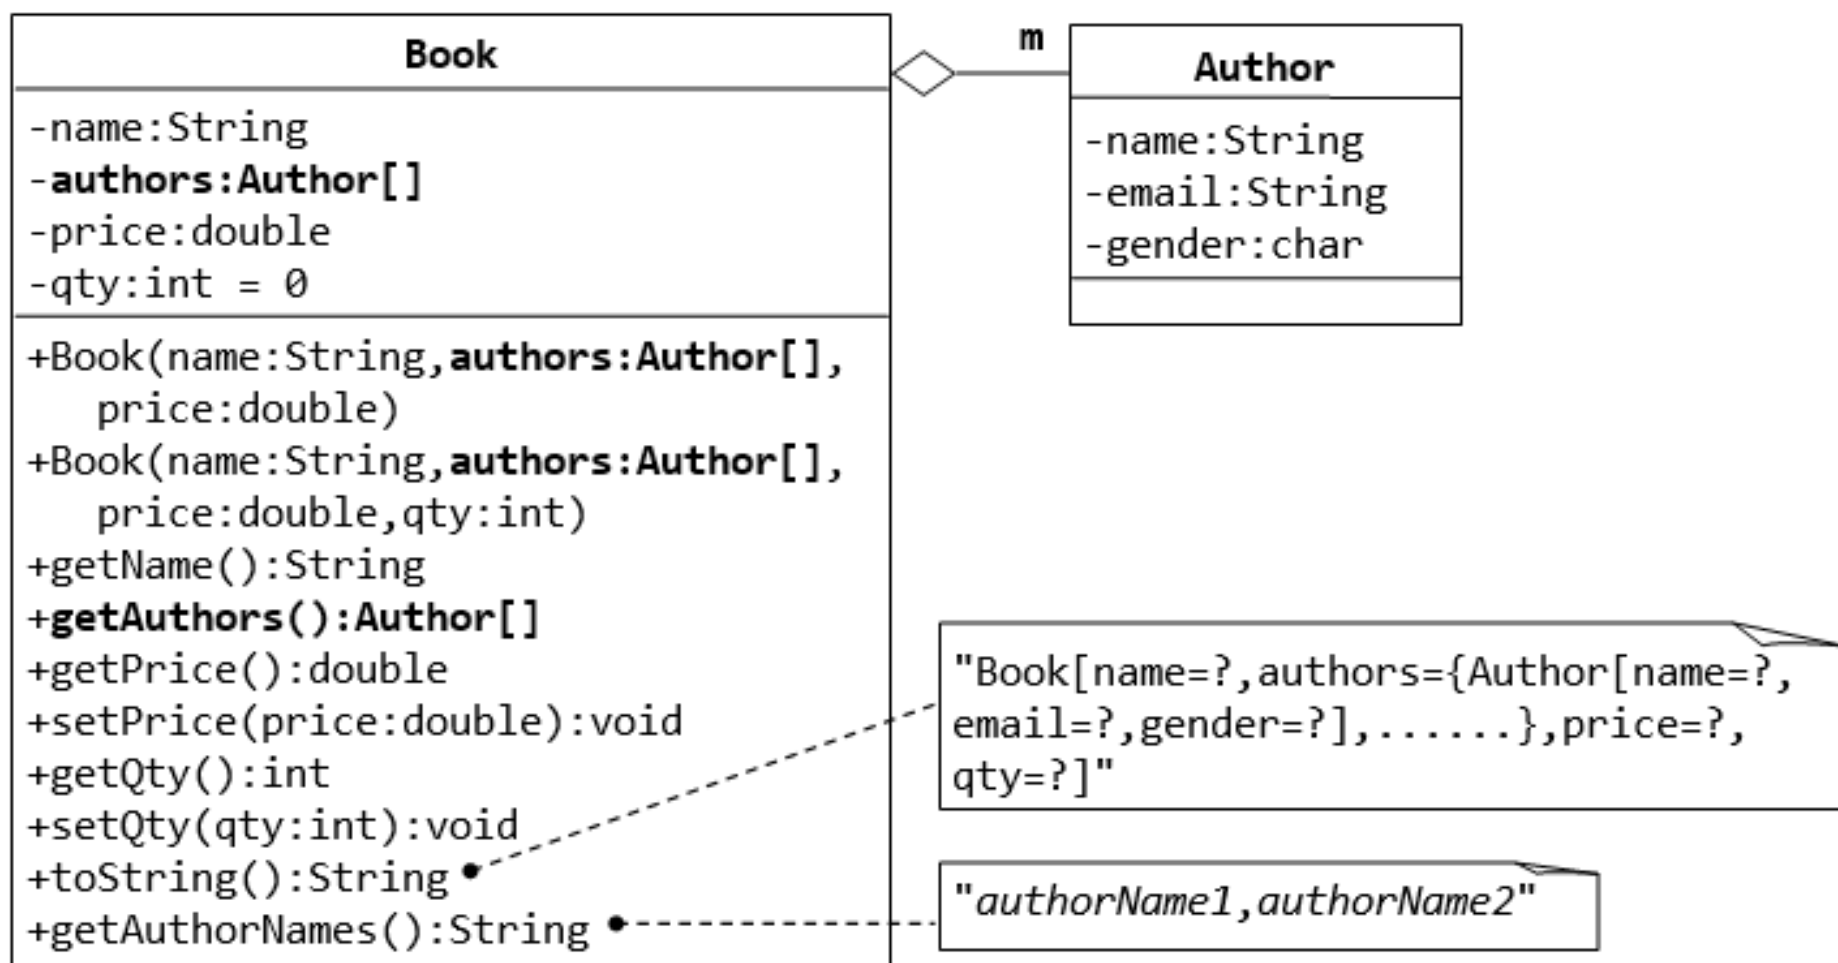 Book
-name:String
-authors:Author[]
-price:double
-qty:int = 0
+Book(name:String,authors:Author[],
price:double)
+Book(name:String,authors:Author[],
price:double,qty:int)
+getName():String
+getAuthors():Author[]
+getPrice():double
+setPrice(price:double):void
+getQty():int
+setQty(qty:int):void
+toString():String
+getAuthorNames():String
m
Author
-name:String
-email:String
-gender:char
"Book[name=?,authors={Author[name=?,
email=?,gender=?],......},price=?,
qty=?]"
"authorName1,authorName2"